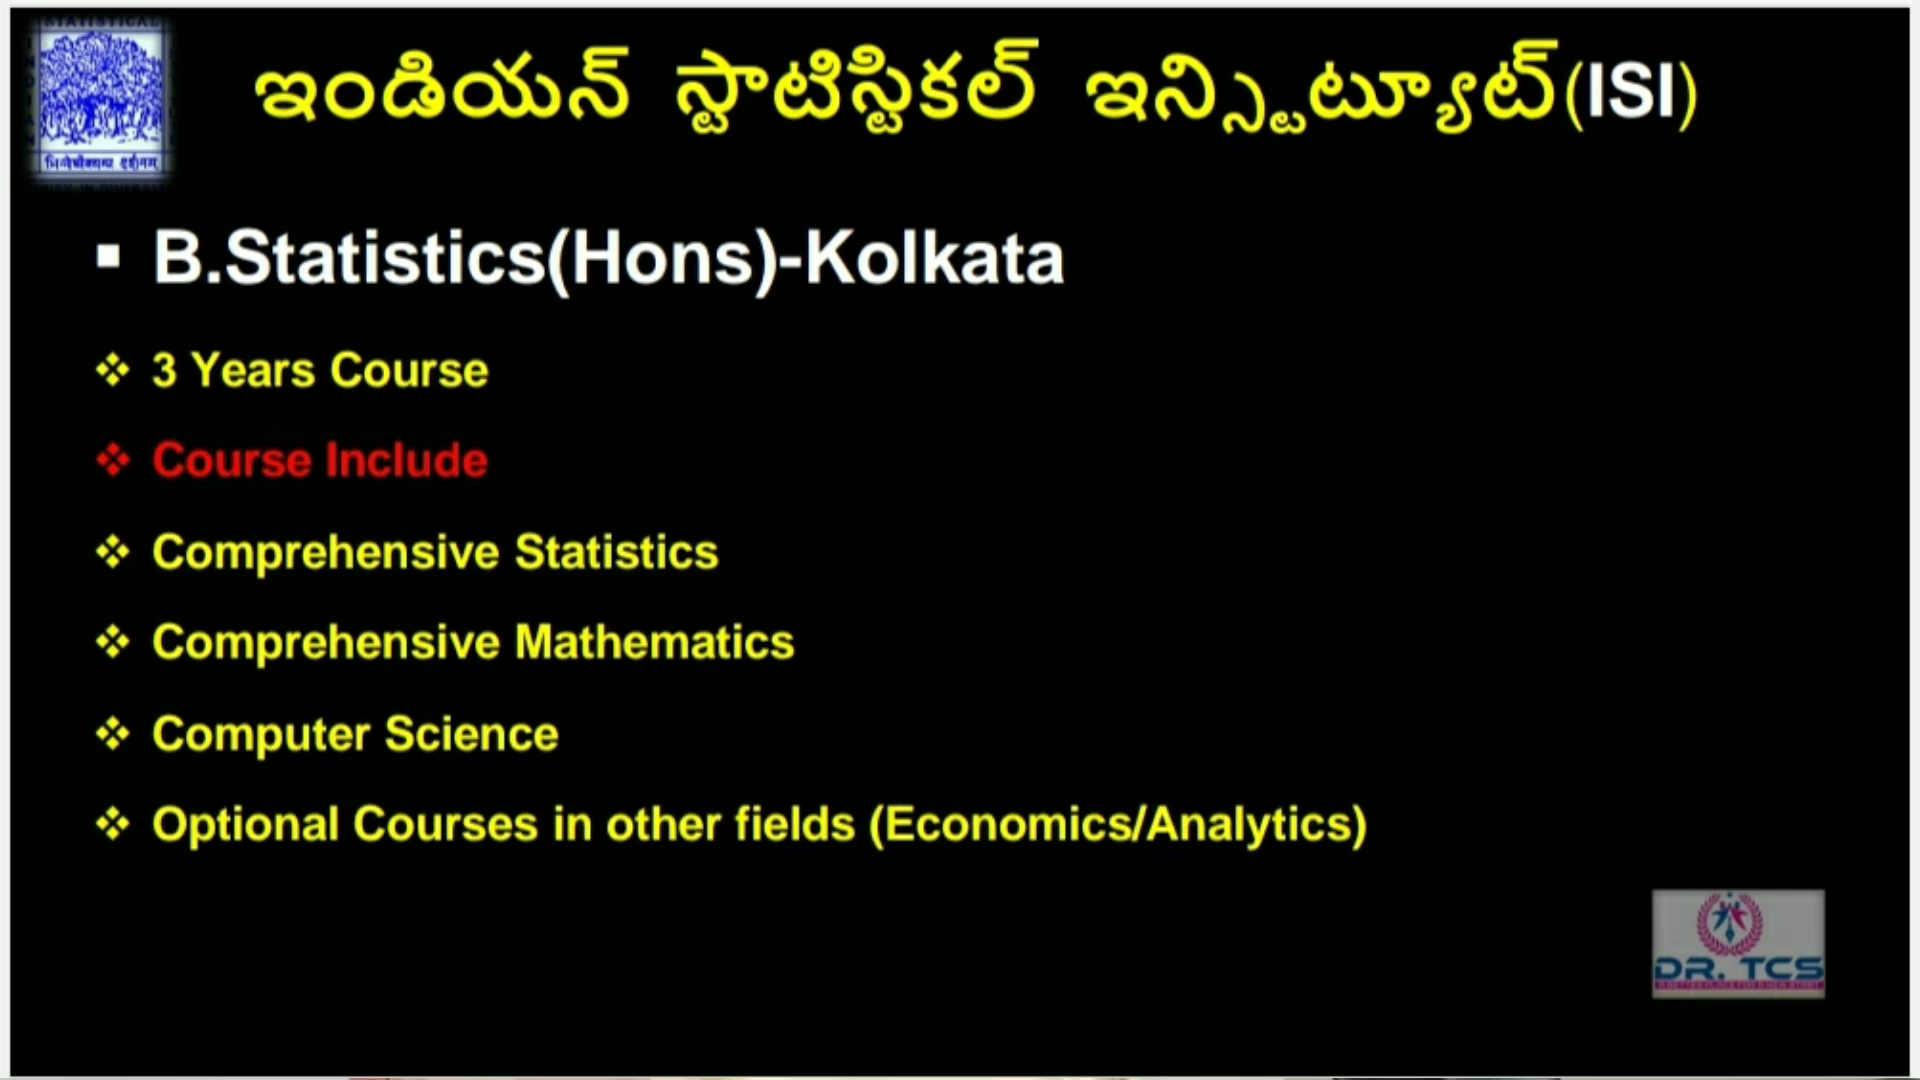 ఇండియన్ స్టాటిస్టికల్ ఇన్స్టిట్యూట్(ISI)
B.Statistics(Hons)-Kolkata
3 Years Course
Course Include
Comprehensive Statistics
Comprehensive Mathematics
Computer Science
Optional Courses in other fields (Economics/Analytics)
DR. TCS